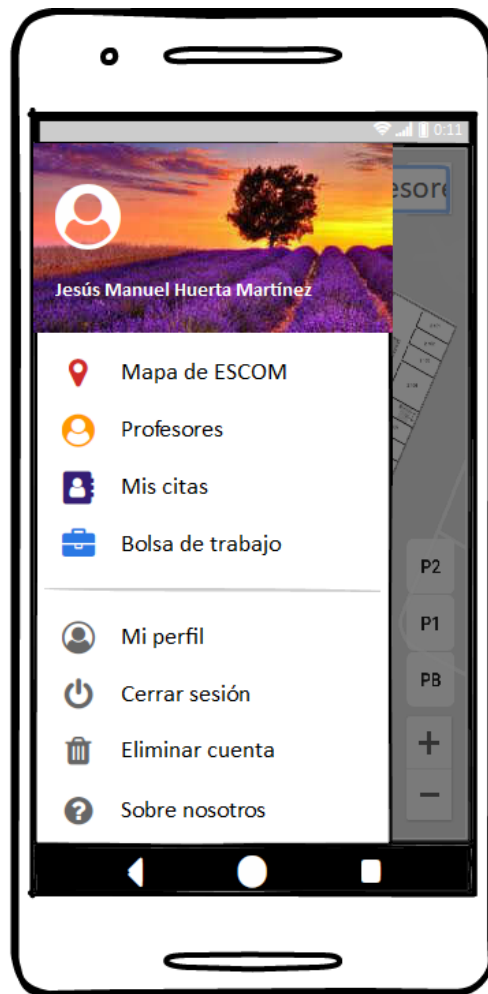 0:11
esore
Jesús Manuel Huerta Martínez
Mapa de ESCOM
Profesores
Mis citas
Bolsa de trabajo
P2
P1
PB
Mi perfil
Cerrar sesión
Eliminar cuenta
Sobre nosotros